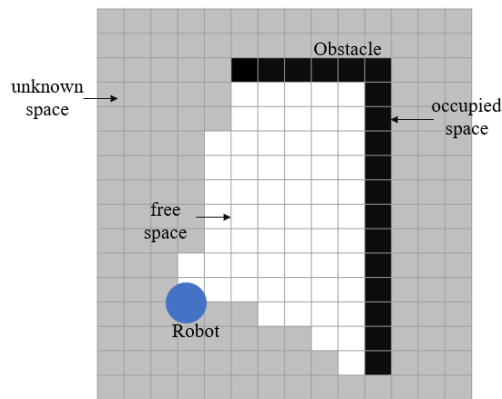 Obstacle
unknown
space
occupied
space
free
space
Robot